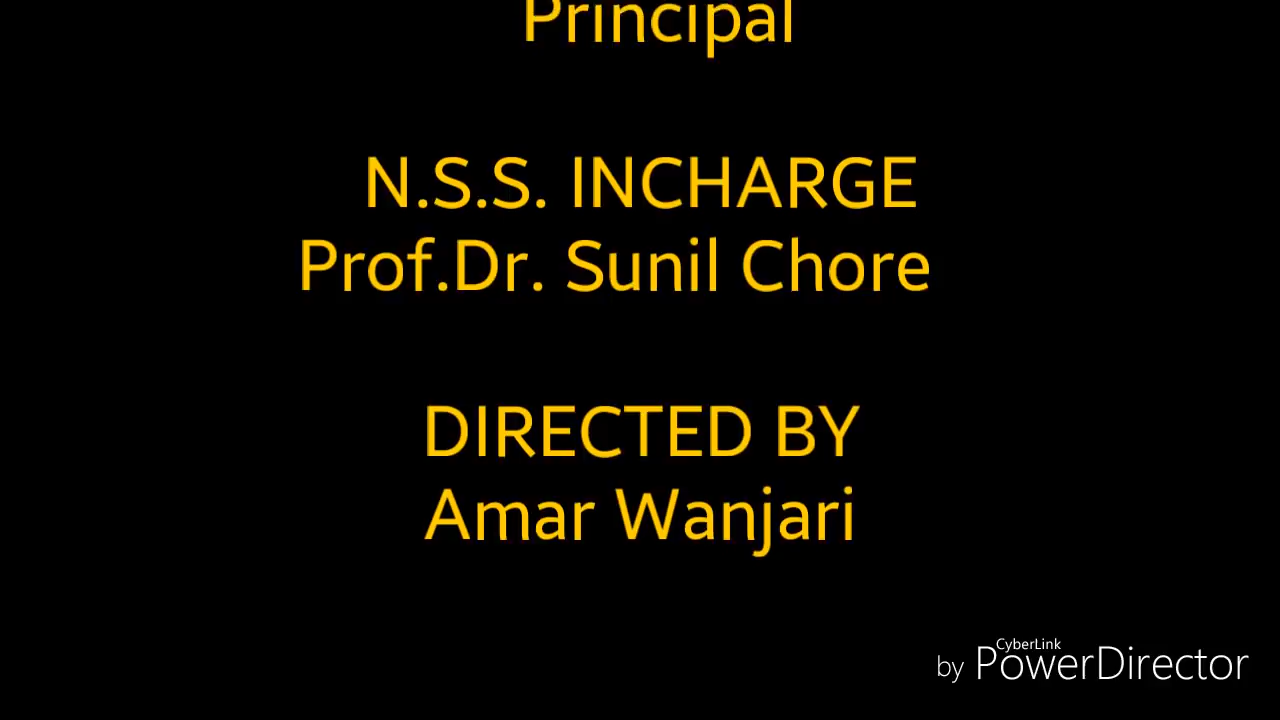 Principal
N.S.S. INCHARGE
Prof.Dr. Sunil Chore
DIRECTED BY
Amar Wanjari
CyberLink
by PowerDirector